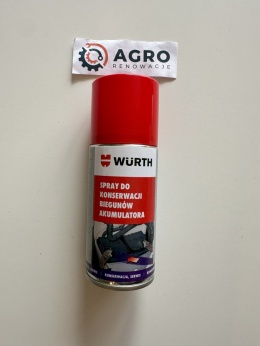 AGRO
RENOWACJE
WÜRTH
SPRAY DO
KONSERWACJI
BIEGUNÓW
AKUMULATORA